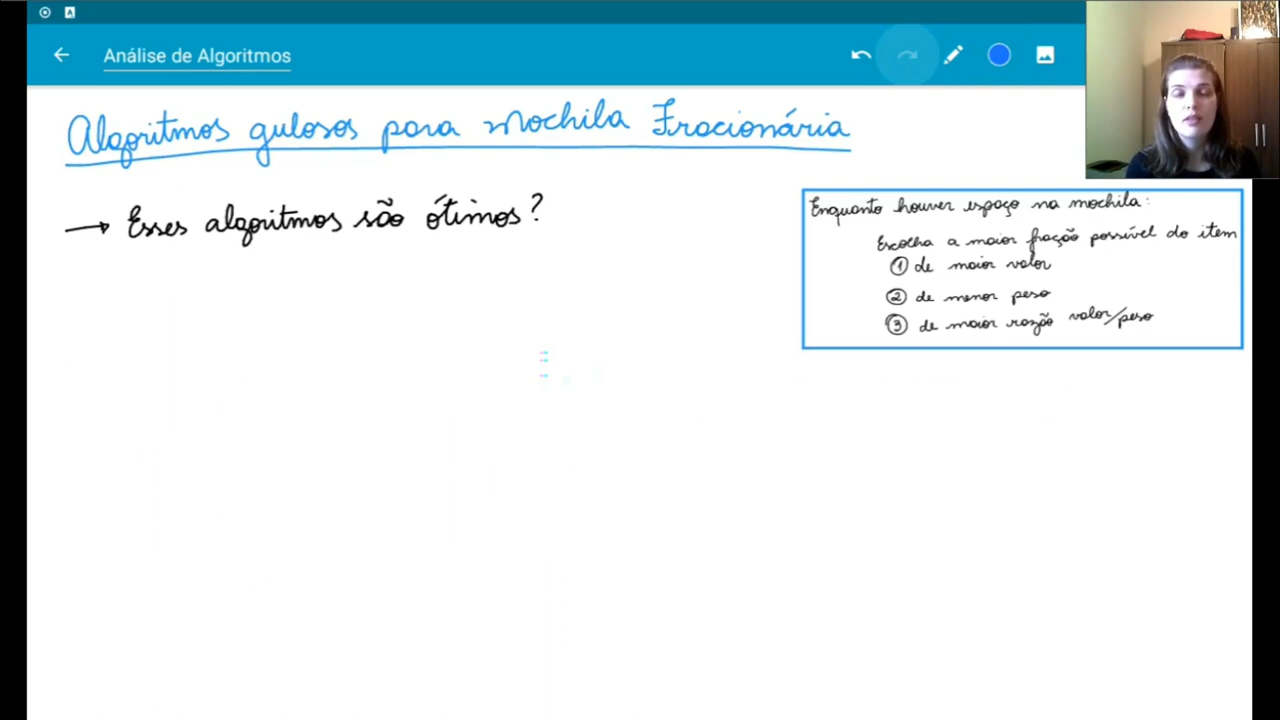 A
Análise de Algoritmos
Algoritmos gulosos para Mochila Fracionária
→ Esses algoritmos são ótimos?
Enquanto houver espaço na mochila:
Escolha a maior fração possível do item
① de maior valor
② de menor peso
③ de maior razão valor/peso